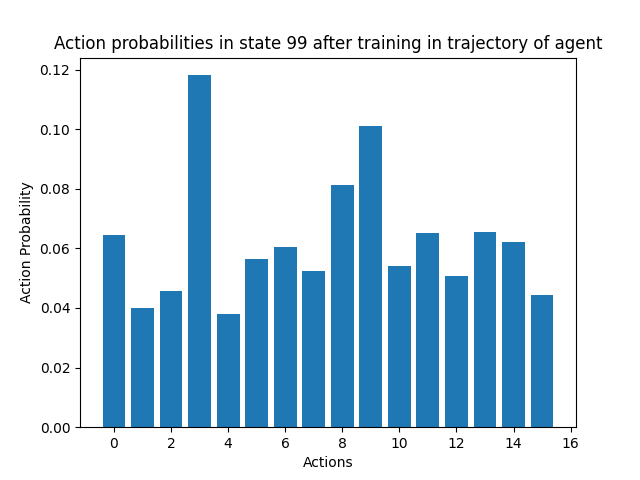 Action probabilities in state 99 after training in trajectory of agent
0.12
0.10
0.08
0.06
0.04
0.02
0.00
Action Probability
0 2 4 6 8 10 12 14 16
Actions